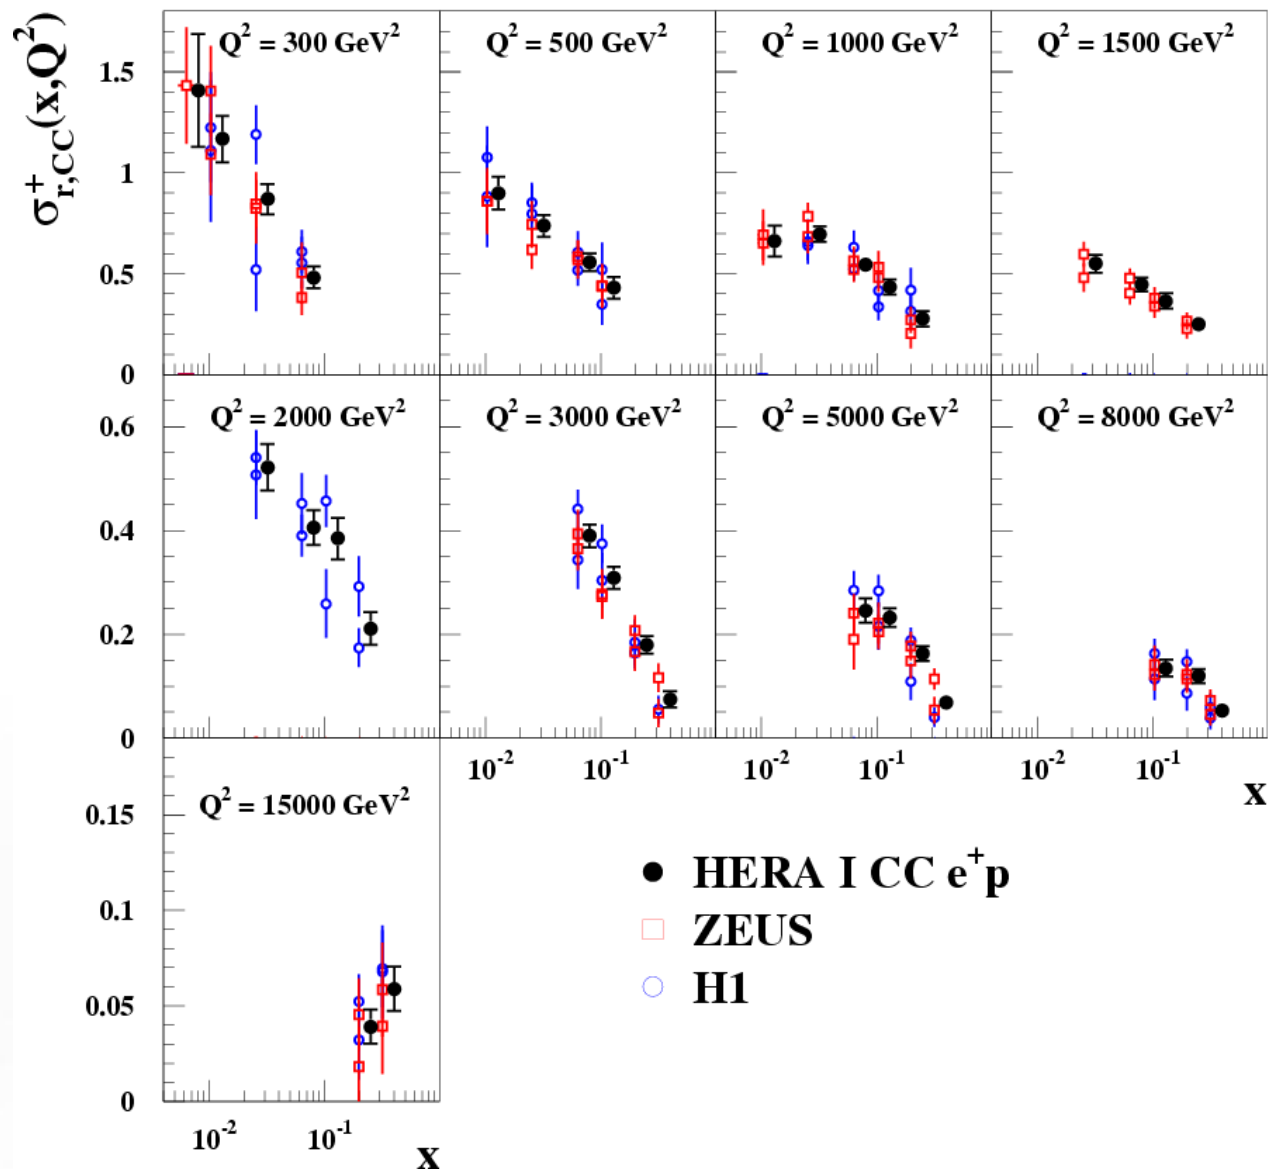 σ⁺r,CC(x,Q²)
Q² = 300 GeV²
Q² = 500 GeV²
Q² = 1000 GeV²
Q² = 1500 GeV²
1.5
1
0.5
0
Q² = 2000 GeV²
Q² = 3000 GeV²
Q² = 5000 GeV²
Q² = 8000 GeV²
0.6
0.4
0.2
0
10⁻² 10⁻¹ 10⁻² 10⁻¹ 10⁻² 10⁻¹
x
Q² = 15000 GeV²
0.15
0.1
0.05
0
10⁻² 10⁻¹
x
HERA I CC e⁺p
ZEUS
H1